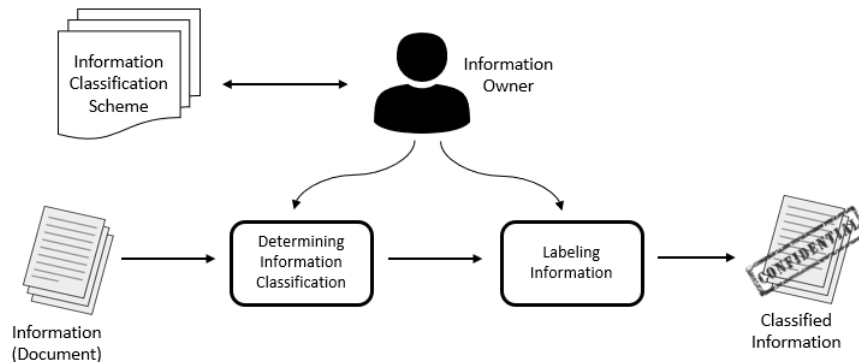 Information
Classification
Scheme
Information
Owner
Determining
Information
Classification
Labeling
Information
CONFIDENTIAL
Information
(Document)
Classified
Information